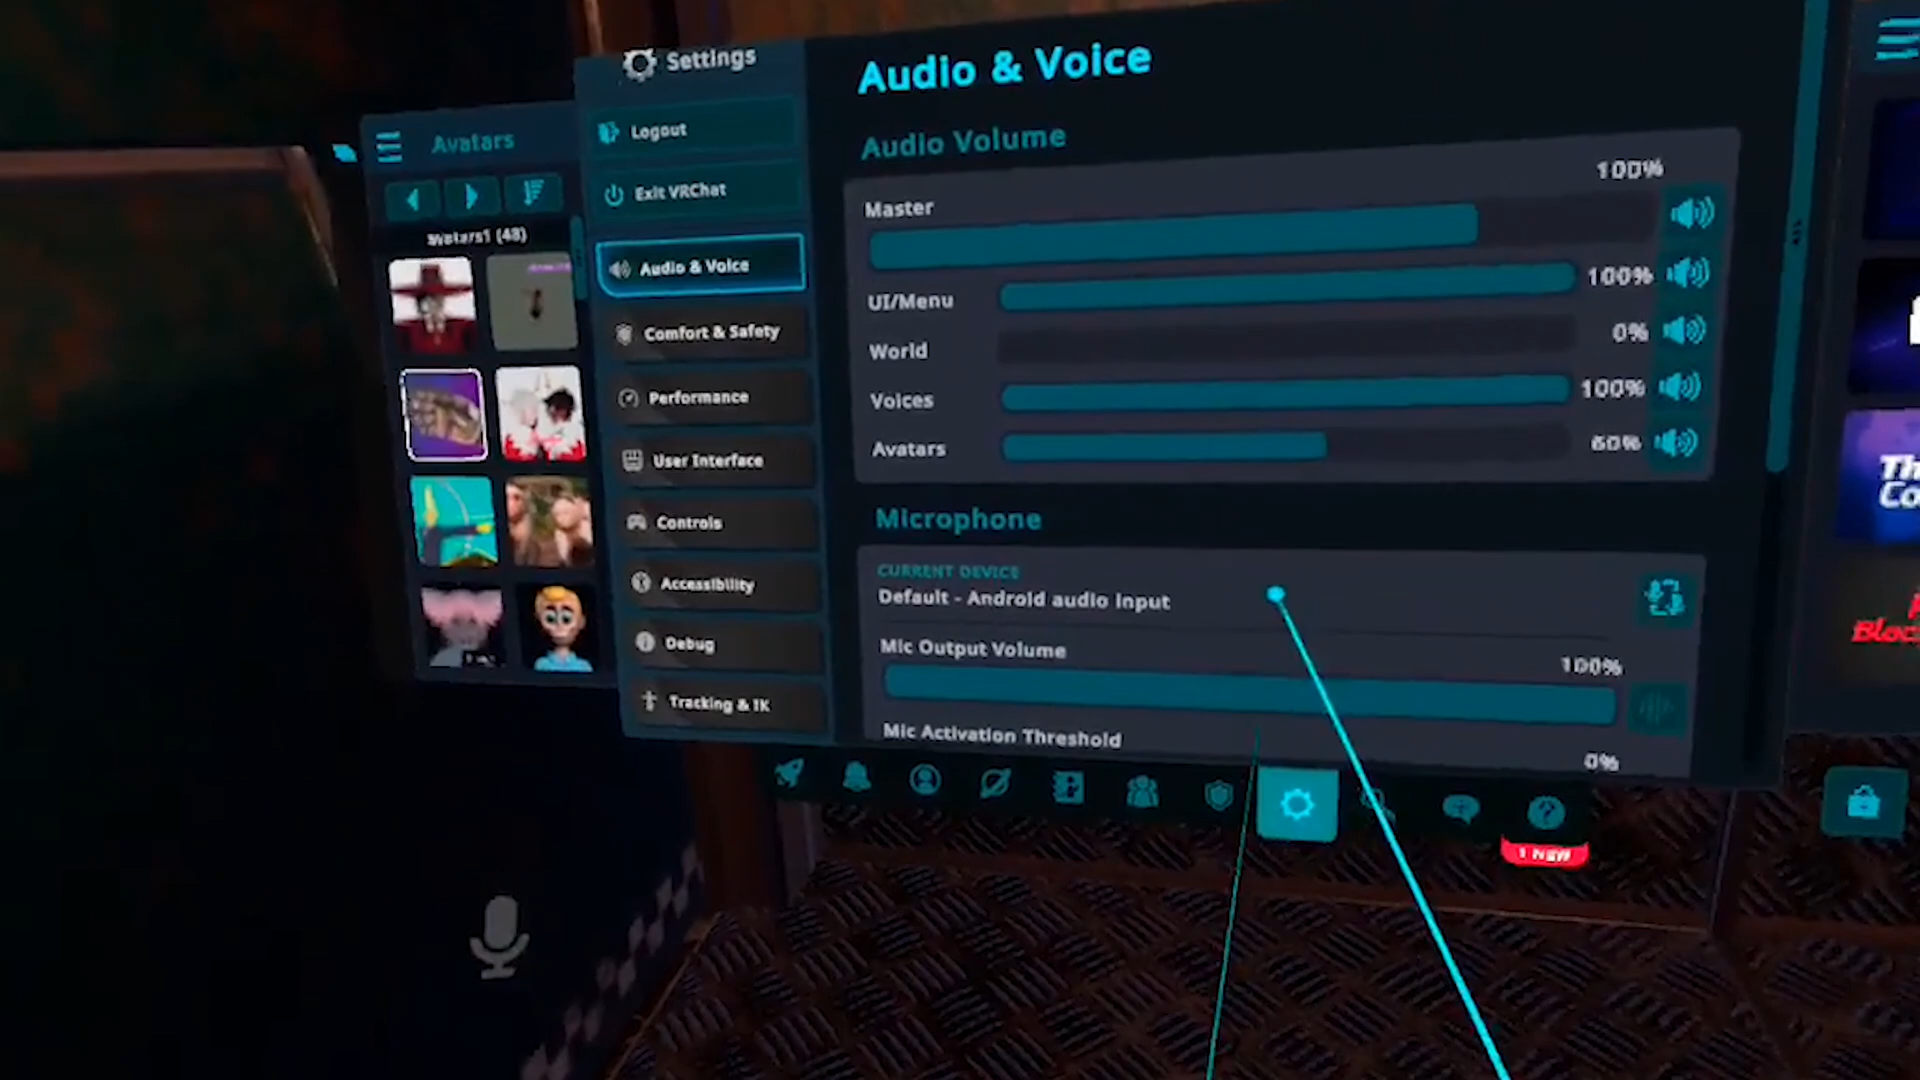 Settings
Logout
Exit VRChat
Audio & Voice
Comfort & Safety
Performance
User Interface
Controls
Accessibility
Debug
Tracking & IK
Avatars
(48)
Audio & Voice
Audio Volume
Master 100%
UI/Menu 100%
World 0%
Voices 100%
Avatars 60%
Microphone
CURRENT DEVICE
Default - Android audio input
Mic Output Volume 100%
Mic Activation Threshold 0%
1 NEW